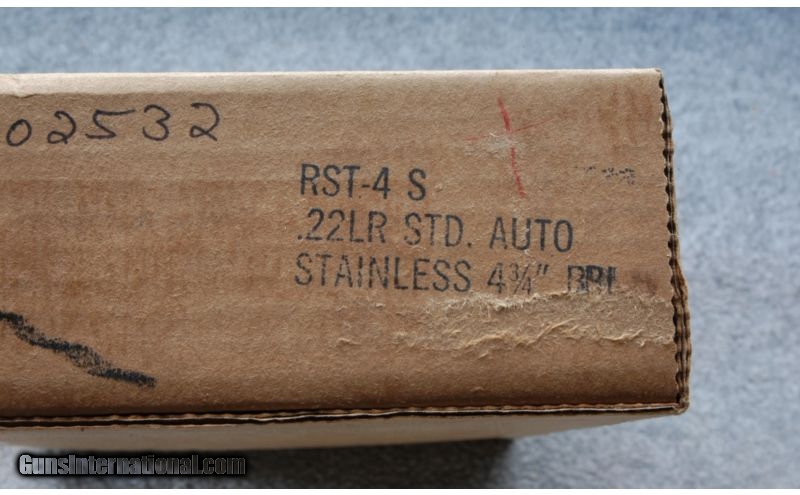 02532
RST-4 S
.22LR STD. AUTO
STAINLESS 4¾" BBL
GunsInternational.com